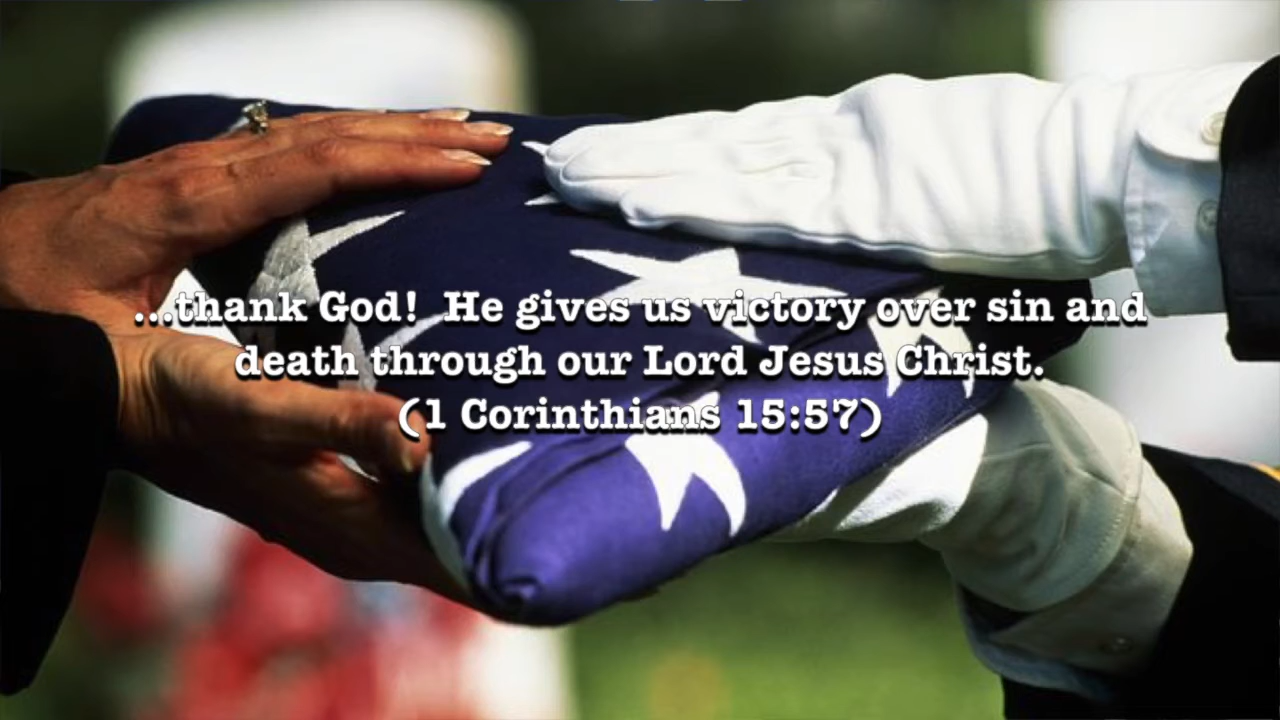 ...thank God!  He gives us victory over sin and
death through our Lord Jesus Christ.
(1 Corinthians 15:57)